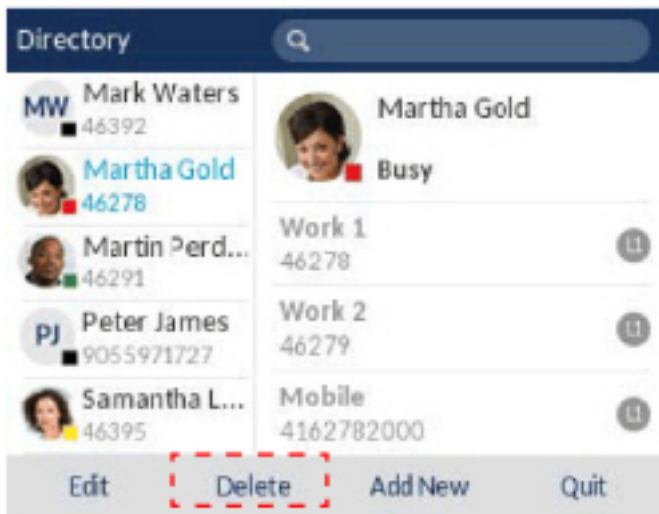 Directory
MW
Mark Waters
46392
Martha Gold
46278
Martin Perd...
46291
PJ
Peter James
9055971727
Samantha L...
46395
Martha Gold
Busy
Work 1
46278
L1
Work 2
46279
L1
Mobile
4162782000
L1
Edit Delete Add New Quit